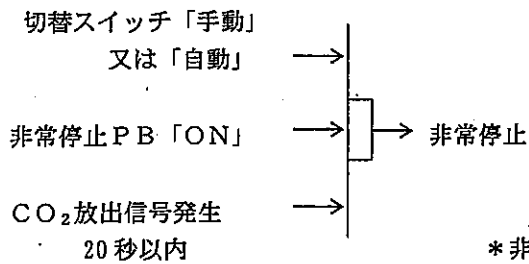 切替スイッチ「手動」
又は「自動」
非常停止ＰＢ「ON」
非常停止
ＣＯ₂放出信号発生
20秒以内
＊非